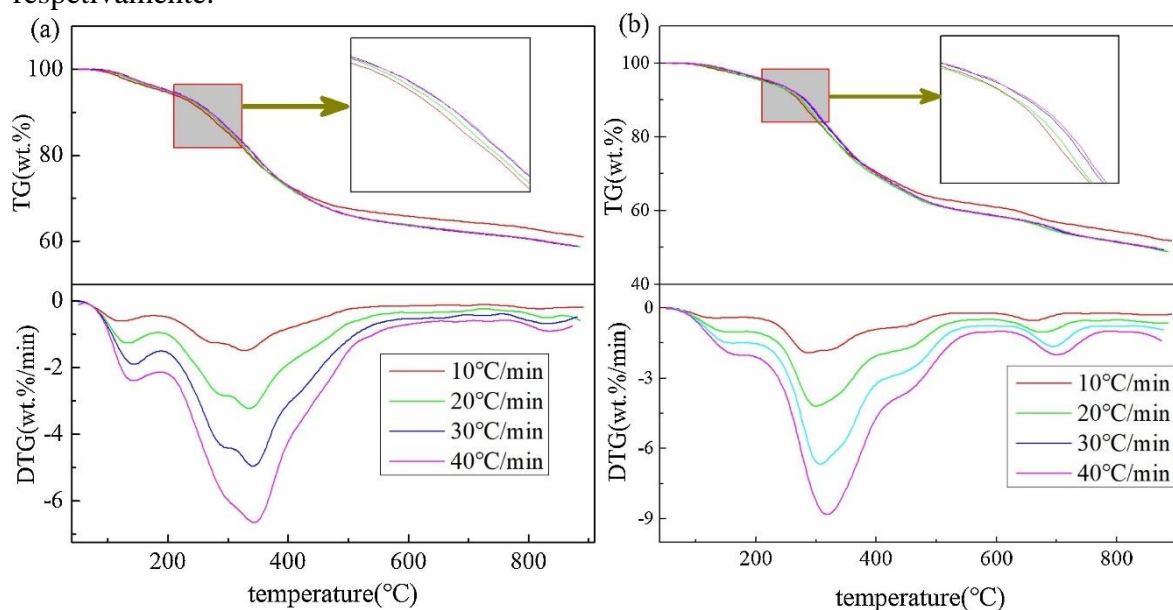 respetivamente.
(a)
100
80
60
TG(wt.%)
0
-2
-4
-6
DTG(wt.%/min)
10°C/min
20°C/min
30°C/min
40°C/min
200 400 600 800
temperature(°C)
(b)
100
80
60
40
TG(wt.%)
0
-3
-6
-9
DTG(wt.%/min)
10°C/min
20°C/min
30°C/min
40°C/min
200 400 600 800
temperature(°C)